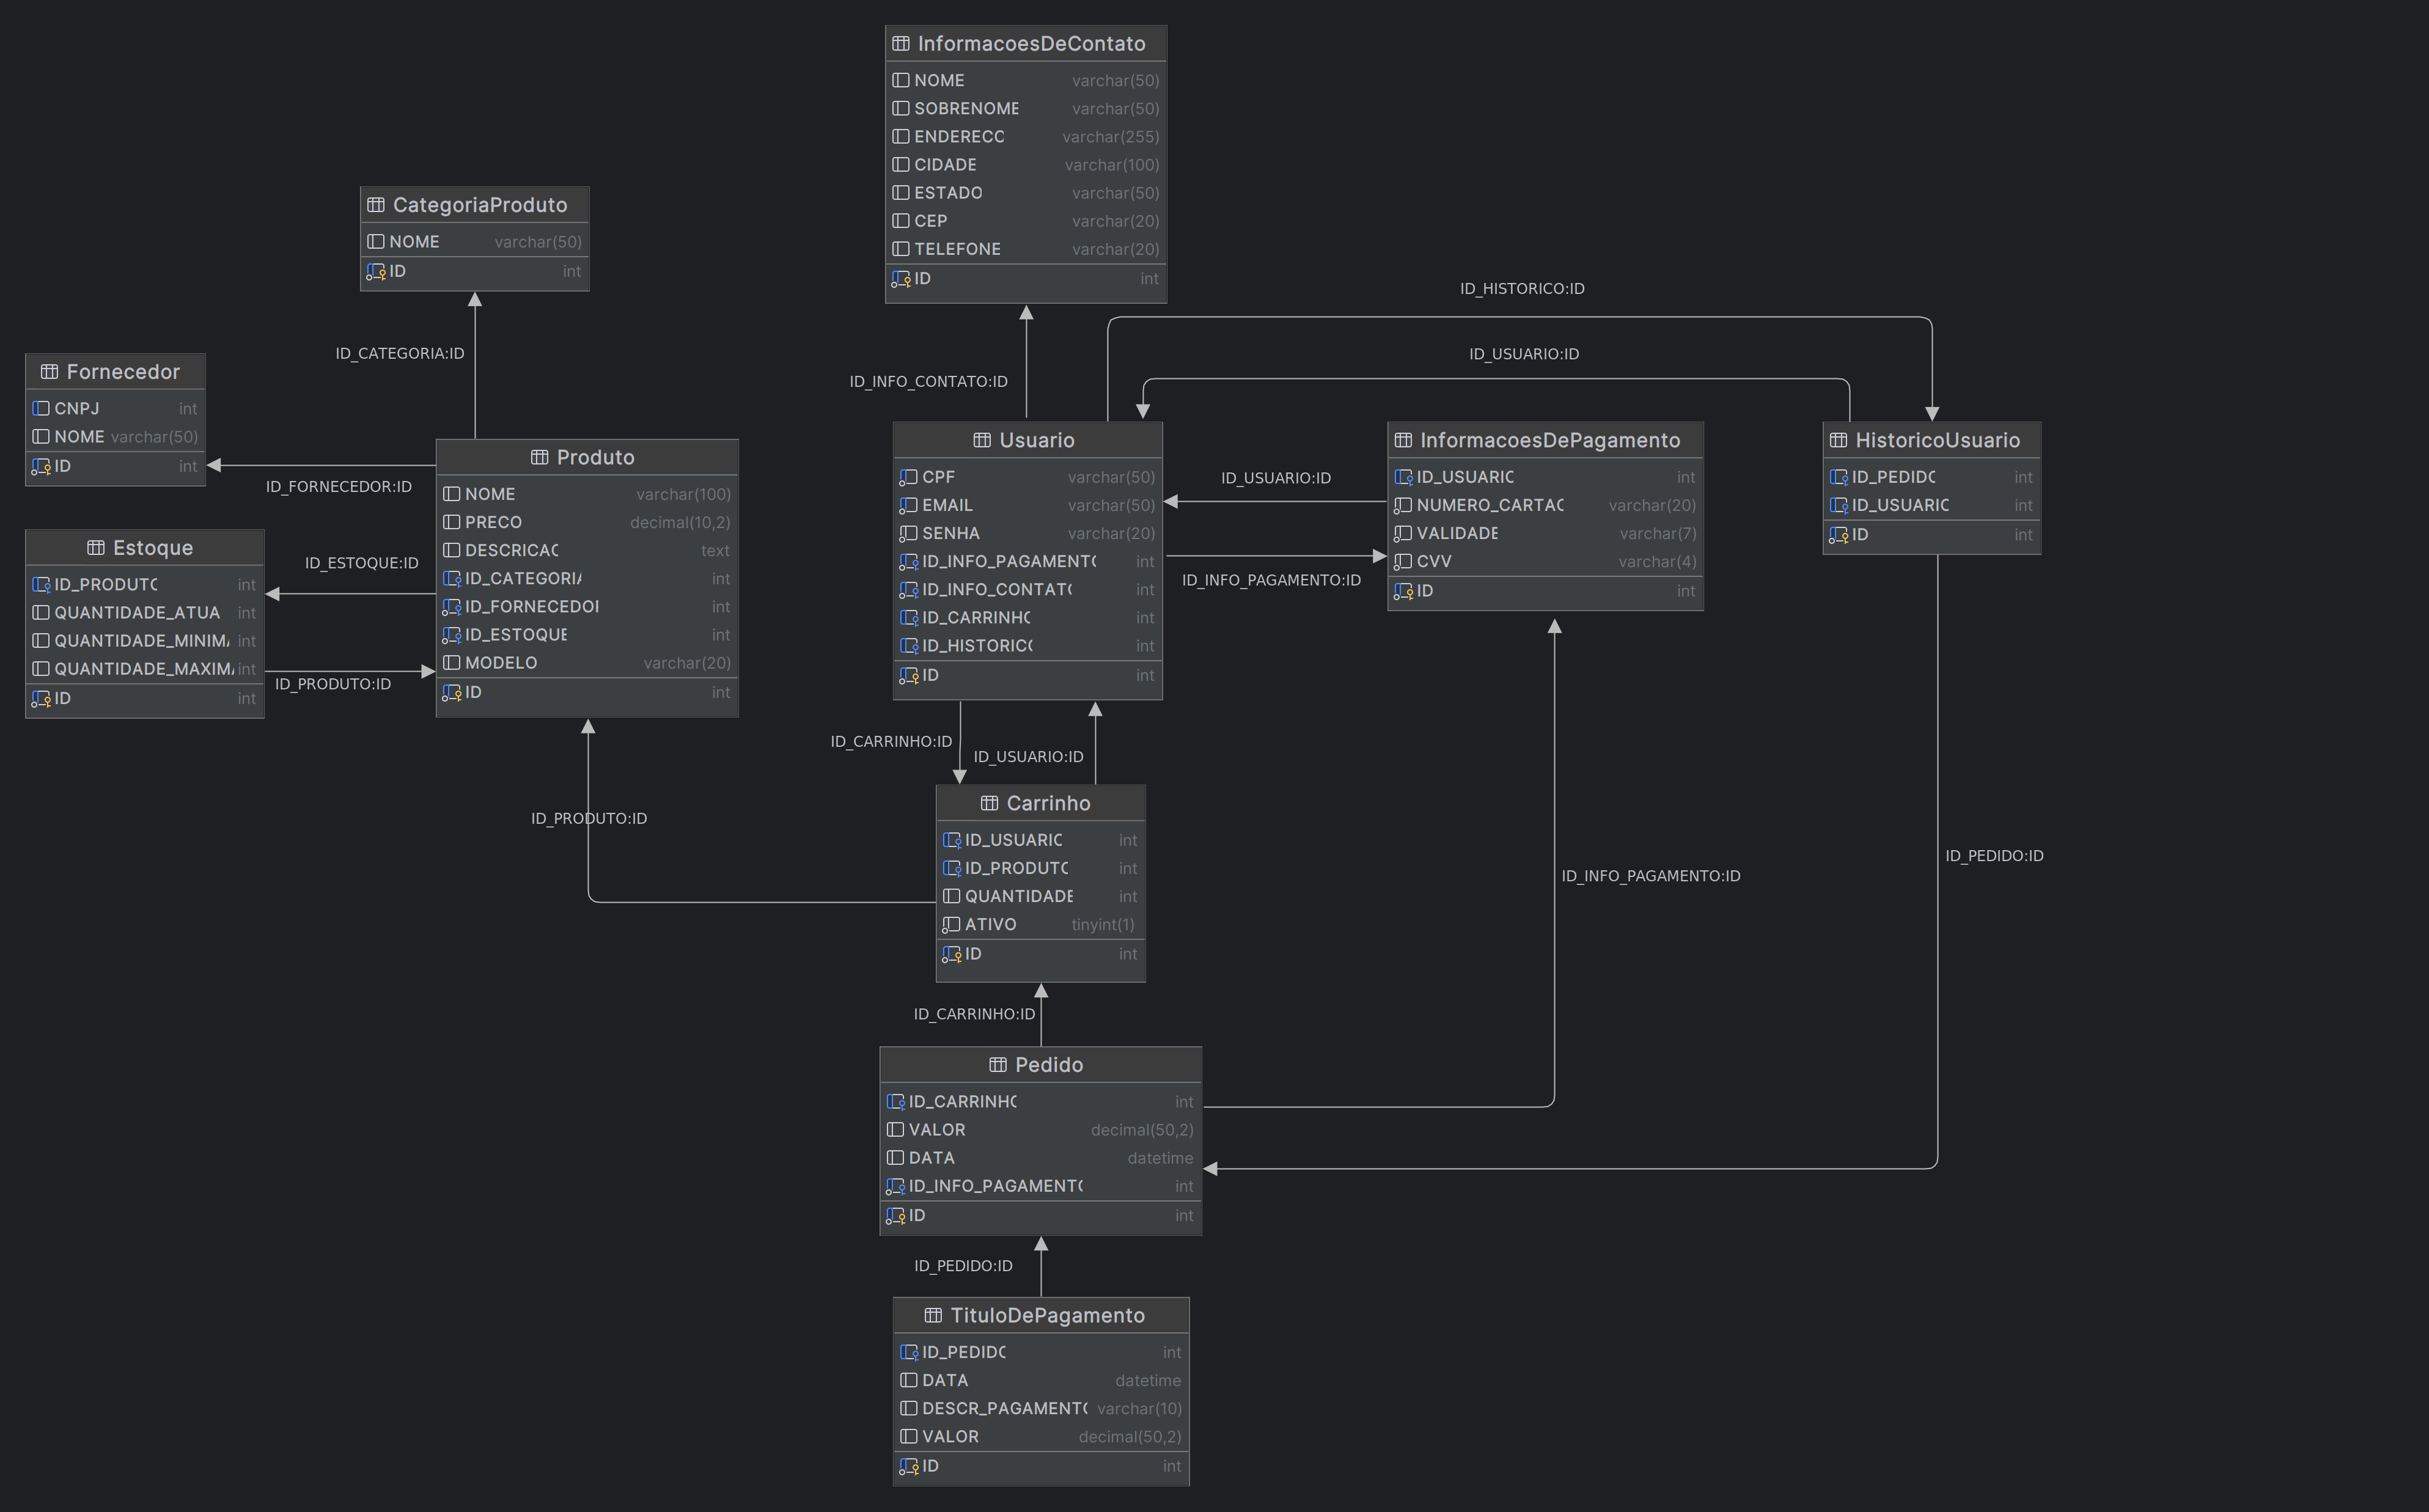 InformacoesDeContato
NOME varchar(50)
SOBRENOME varchar(50)
ENDERECC varchar(255)
CIDADE varchar(100)
ESTADO varchar(50)
CEP varchar(20)
TELEFONE varchar(20)
ID int
CategoriaProduto
NOME varchar(50)
ID int
ID_HISTORICO:ID
ID_USUARIO:ID
ID_CATEGORIA:ID
ID_INFO_CONTATO:ID
Fornecedor
CNPJ int
NOME varchar(50)
ID int
ID_FORNECEDOR:ID
Produto
NOME varchar(100)
PRECO decimal(10,2)
DESCRICAC text
ID_CATEGORIA int
ID_FORNECEDOI int
ID_ESTOQUE int
MODELO varchar(20)
ID int
Estoque
ID_PRODUTC int
QUANTIDADE_ATUA int
QUANTIDADE_MINIM int
QUANTIDADE_MAXIM int
ID int
ID_ESTOQUE:ID
ID_PRODUTO:ID
Usuario
CPF varchar(50)
EMAIL varchar(50)
SENHA varchar(20)
ID_INFO_PAGAMENTC int
ID_INFO_CONTATC int
ID_CARRINHC int
ID_HISTORICC int
ID int
ID_USUARIO:ID
ID_INFO_PAGAMENTO:ID
InformacoesDePagamento
ID_USUARIC int
NUMERO_CARTAC varchar(20)
VALIDADE varchar(7)
CVV varchar(4)
ID int
HistoricoUsuario
ID_PEDIDC int
ID_USUARIC int
ID int
ID_CARRINHO:ID
ID_USUARIO:ID
ID_PRODUTO:ID
Carrinho
ID_USUARIC int
ID_PRODUTC int
QUANTIDADE int
ATIVO tinyint(1)
ID int
ID_INFO_PAGAMENTO:ID
ID_PEDIDO:ID
ID_CARRINHO:ID
Pedido
ID_CARRINHC int
VALOR decimal(50,2)
DATA datetime
ID_INFO_PAGAMENTC int
ID int
ID_PEDIDO:ID
TituloDePagamento
ID_PEDIDC int
DATA datetime
DESCR_PAGAMENTC varchar(10)
VALOR decimal(50,2)
ID int